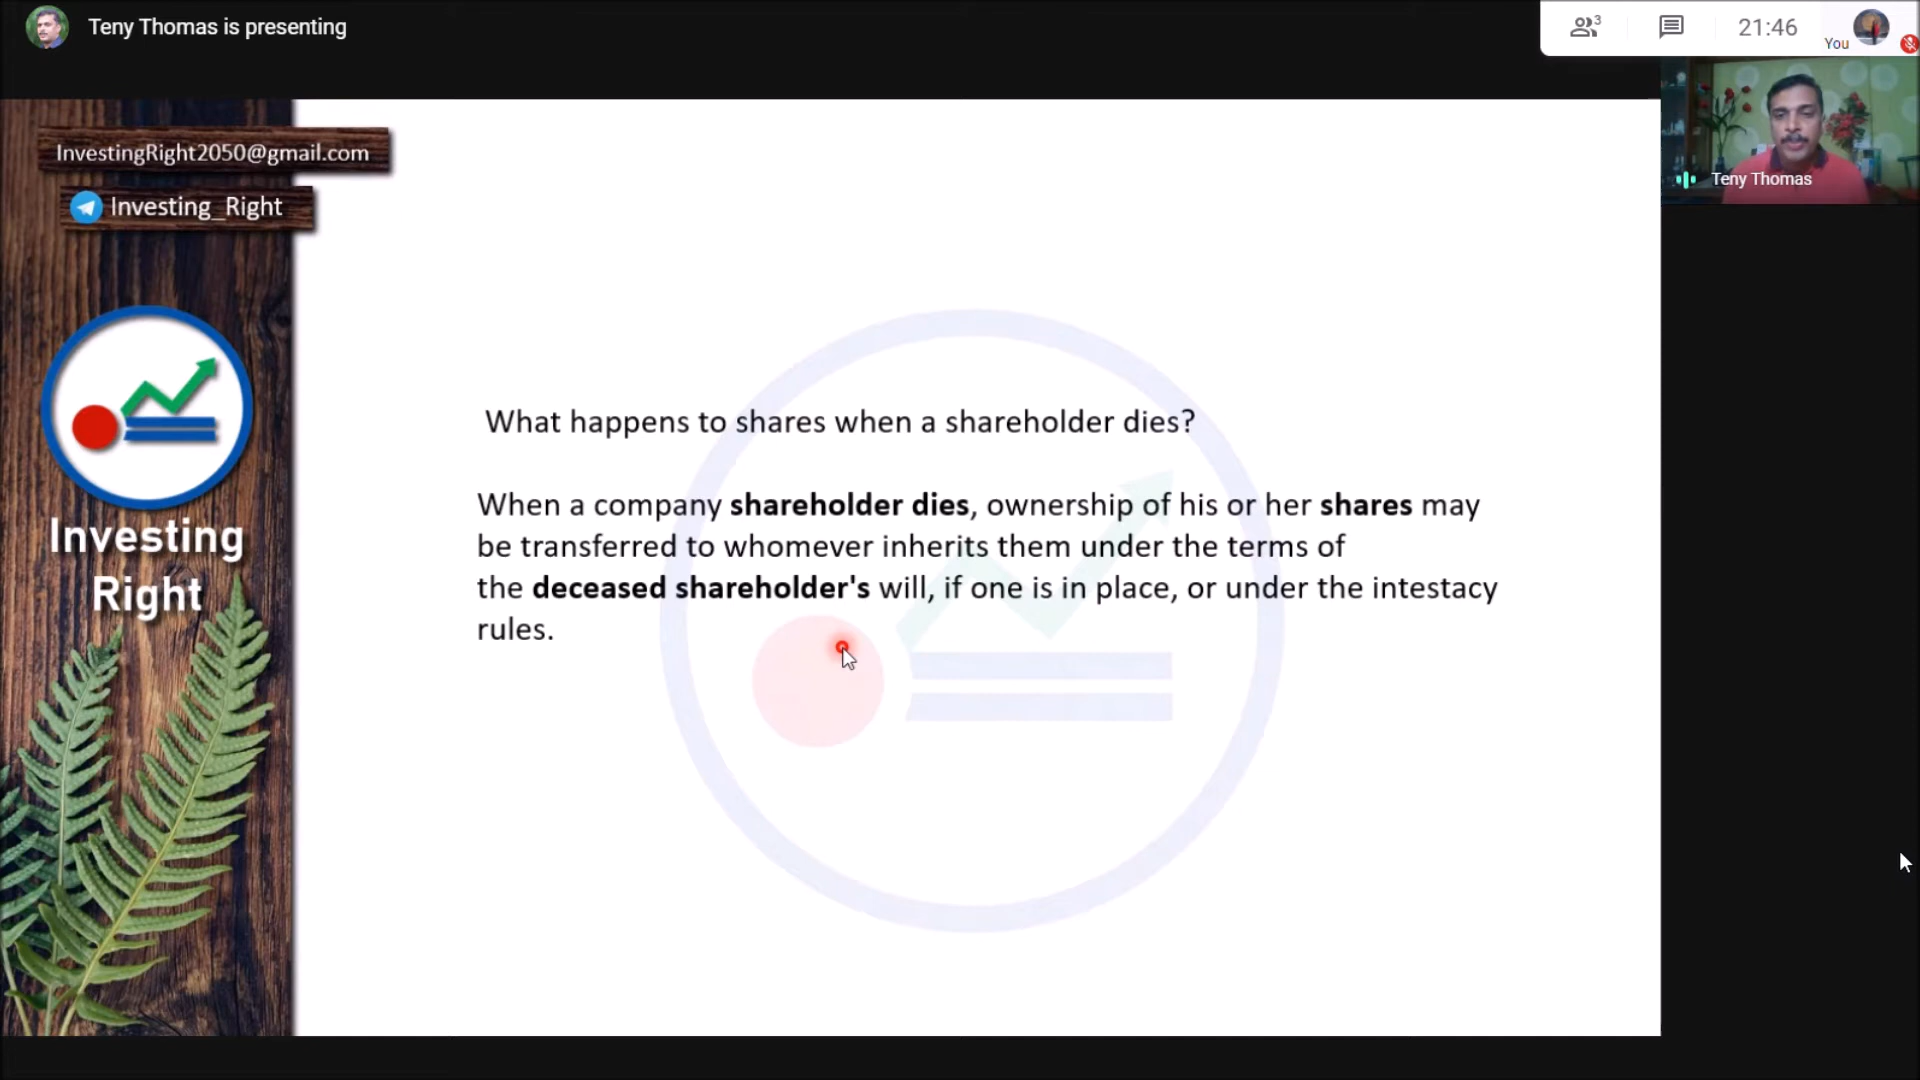 Teny Thomas is presenting
3
21:46
You
Teny Thomas
InvestingRight2050@gmail.com
Investing_Right
Investing
Right
What happens to shares when a shareholder dies?
When a company shareholder dies, ownership of his or her shares may
be transferred to whomever inherits them under the terms of
the deceased shareholder's will, if one is in place, or under the intestacy
rules.